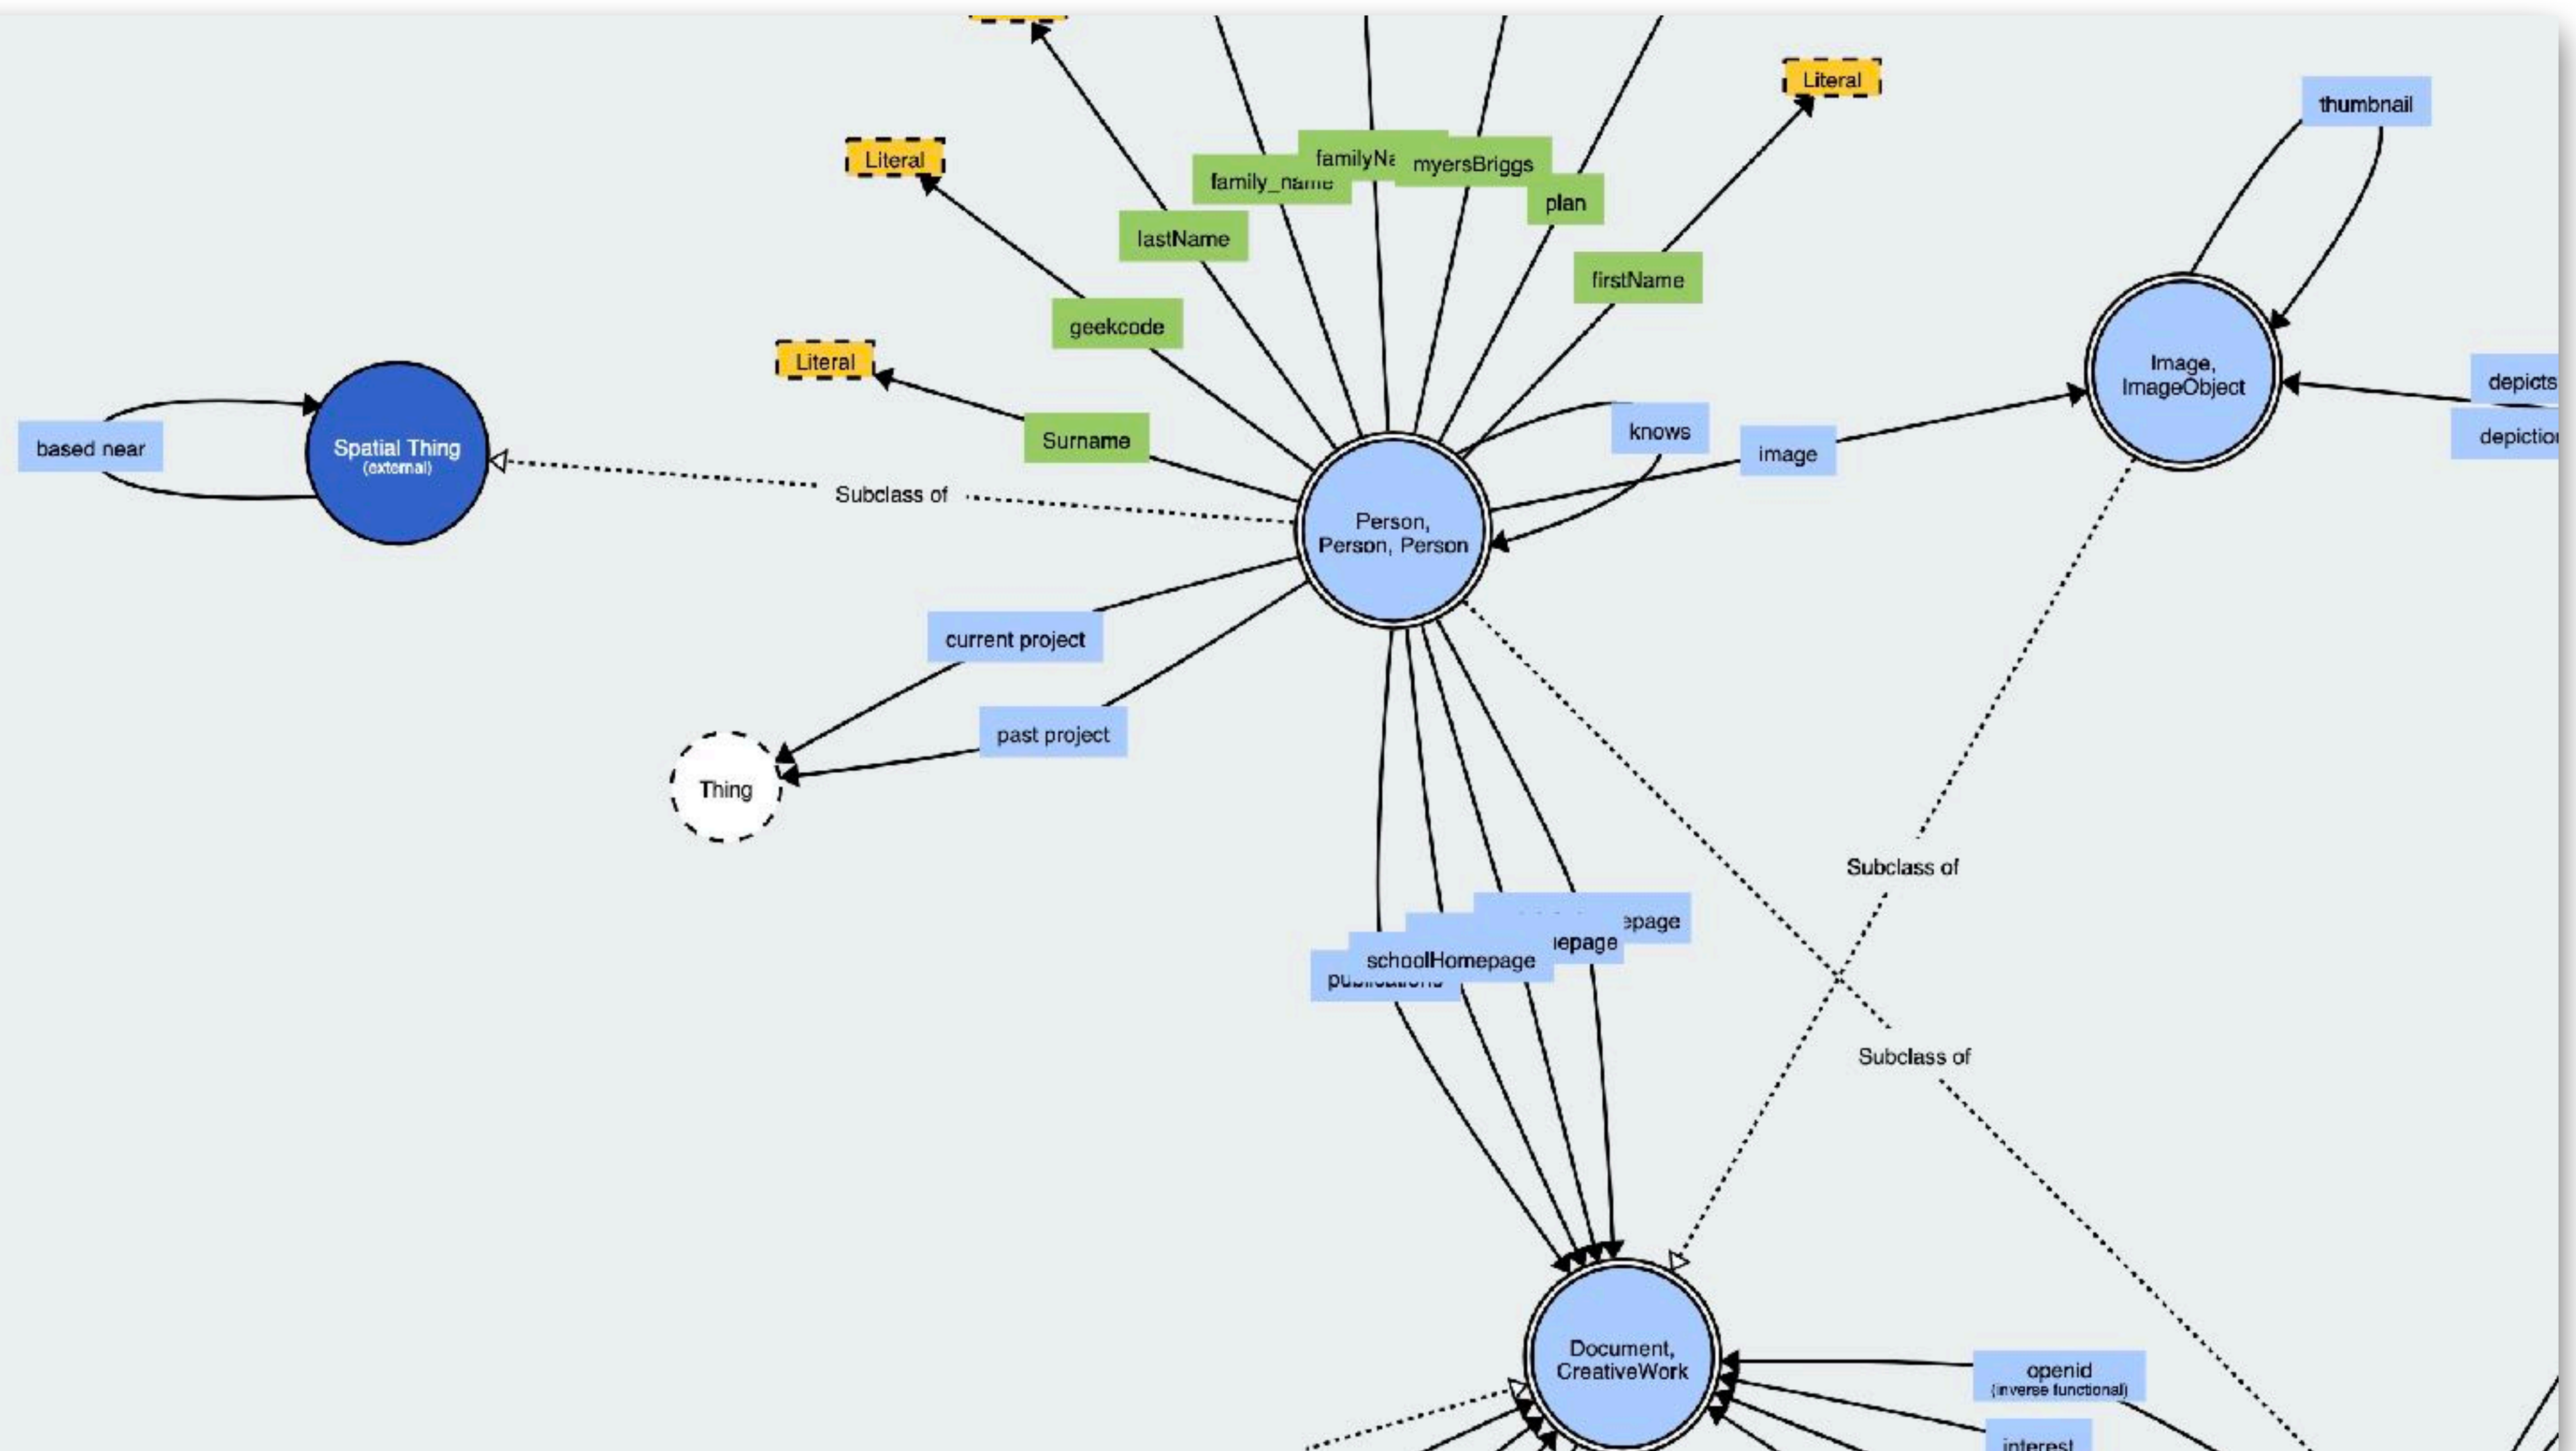 Literal
thumbnail
Literal
familyNa
myersBriggs
family_name
plan
lastName
firstName
geekcode
Literal
Image,
ImageObject
depicts
knows
Surname
depiction
based near
Spatial Thing
(external)
image
Subclass of
Person,
Person, Person
current project
past project
Thing
Subclass of
epage
epage
schoolHomepage
publications
Subclass of
Document,
CreativeWork
openid
(inverse functional)
interest